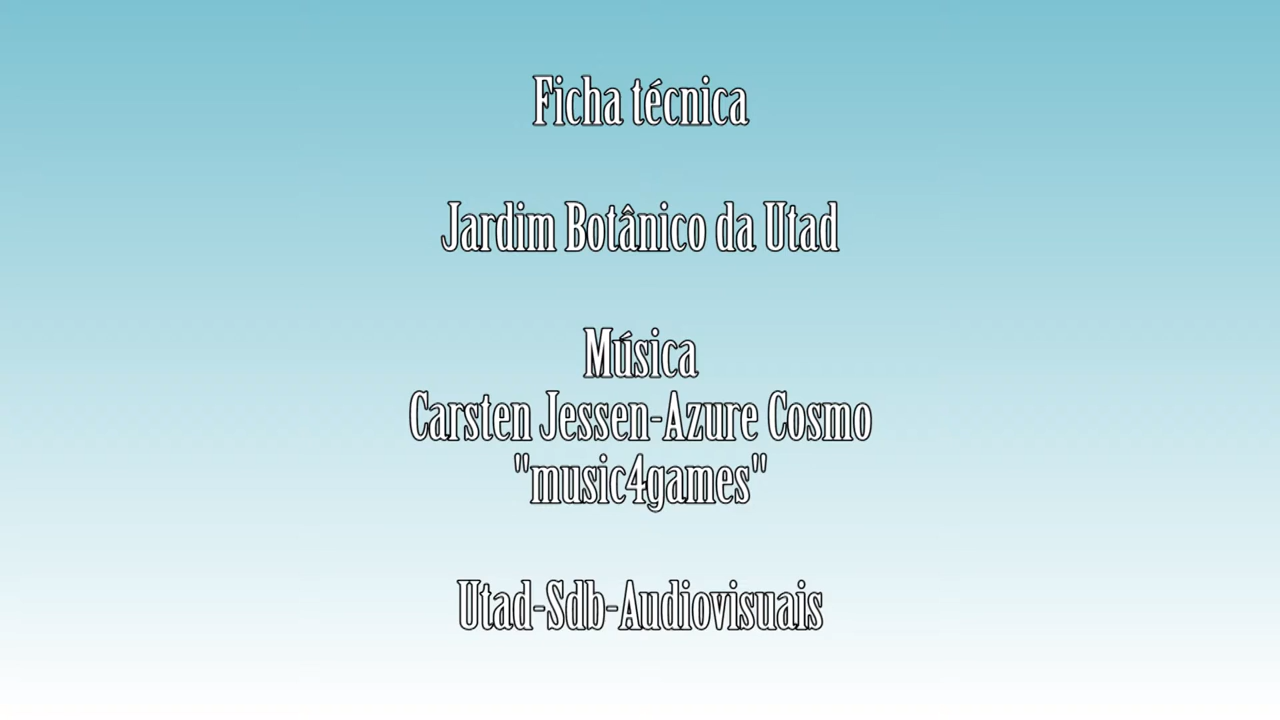 Ficha técnica
Jardim Botânico da Utad
Música
Carsten Jessen-Azure Cosmo
"music4games"
Utad-Sdb-Audiovisuais